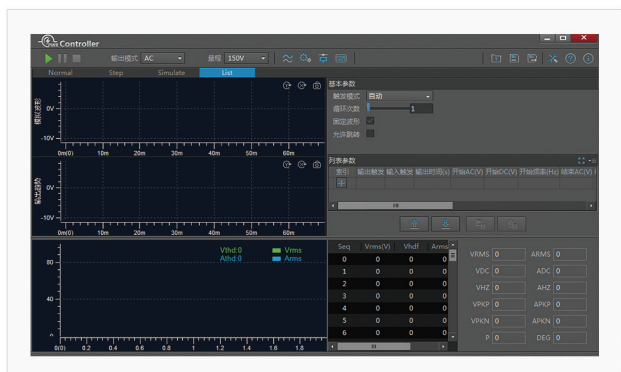 Controller
输出模式 AC 量程 150V
Normal Step Simulate List
模拟波形
0V
-10V
0m(0) 10m 20m 30m 40m 50m 60m
输出趋势
0V
-10V
0m(0) 10m 20m 30m 40m 50m 60m
基本参数
触发模式 自动
循环次数 1
固定波形
允许跳转
列表参数
索引 输出触发 输入触发 输出时间(s) 开始AC(V) 开始DC(V) 开始频率(Hz) 结束AC(V)
Vthd:0 Vrms
Athd:0 Arms
80
40
0(0) 0.2 0.4 0.6 0.8 1 1.2 1.4 1.6 1.8
Seq Vrms(V) Vhdf Arms
0 0 0 0
1 0 0 0
2 0 0 0
3 0 0 0
4 0 0 0
5 0 0 0
6 0 0 0
VRMS 0 ARMS 0
VDC 0 ADC 0
VHZ 0 AHZ 0
VPKP 0 APKP 0
VPKN 0 APKN 0
P 0 DEG 0